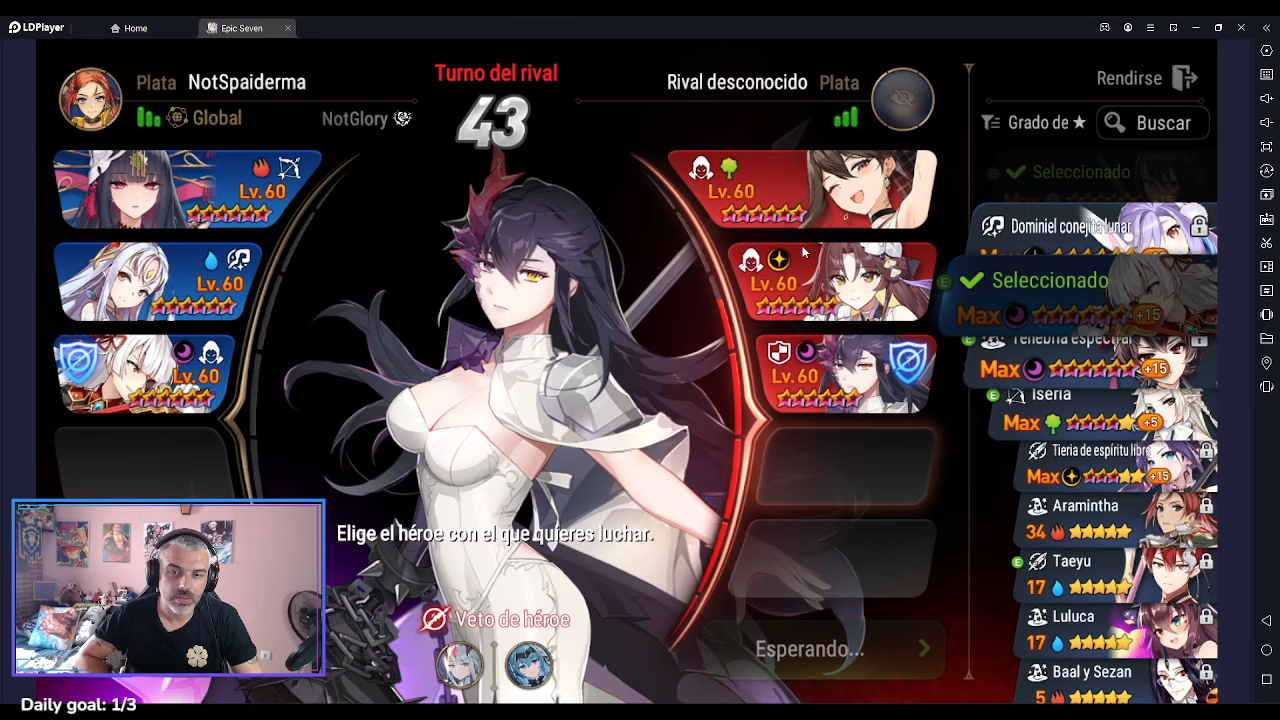 LDPlayer
Home
Epic Seven
Plata NotSpaiderma
Global
NotGlory
Turno del rival
43
Rival desconocido Plata
Rendirse
Grado de ★
Buscar
Lv.60
Lv.60
Lv.60
Lv.60
Lv.60
Lv.60
Seleccionado
Dominiel conejita lunar
Seleccionado
Max +15
Tenebria espectral
Max +15
Iseria
Max +5
Tieria de espíritu libre
Max +15
Aramintha
34
Taeyu
17
Luluca
17
Baal y Sezan
5
Elige el héroe con el que quieres luchar.
Veto de héroe
Esperando...
Daily goal: 1/3